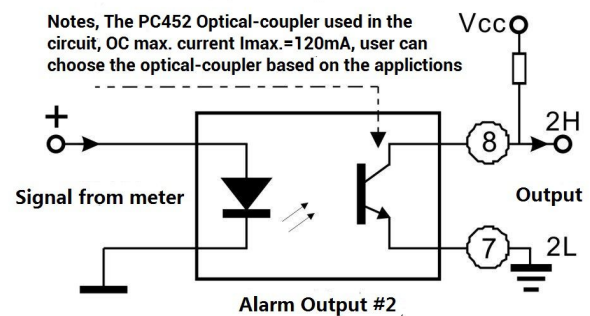 Notes, The PC452 Optical-coupler used in the
circuit, OC max. current Imax.=120mA, user can
choose the optical-coupler based on the applictions
Vcc
+
8
2H
Signal from meter
Output
7
2L
Alarm Output #2